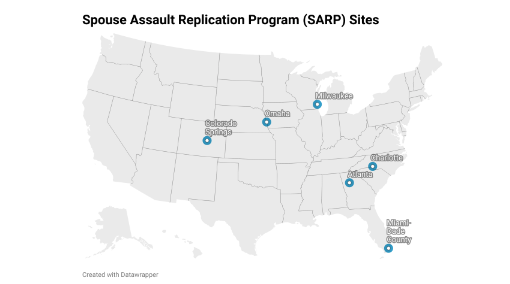 Spouse Assault Replication Program (SARP) Sites
Milwaukee
Omaha
Colorado
Springs
Charlotte
Atlanta
Miami-
Dade
County
Created with Datawrapper